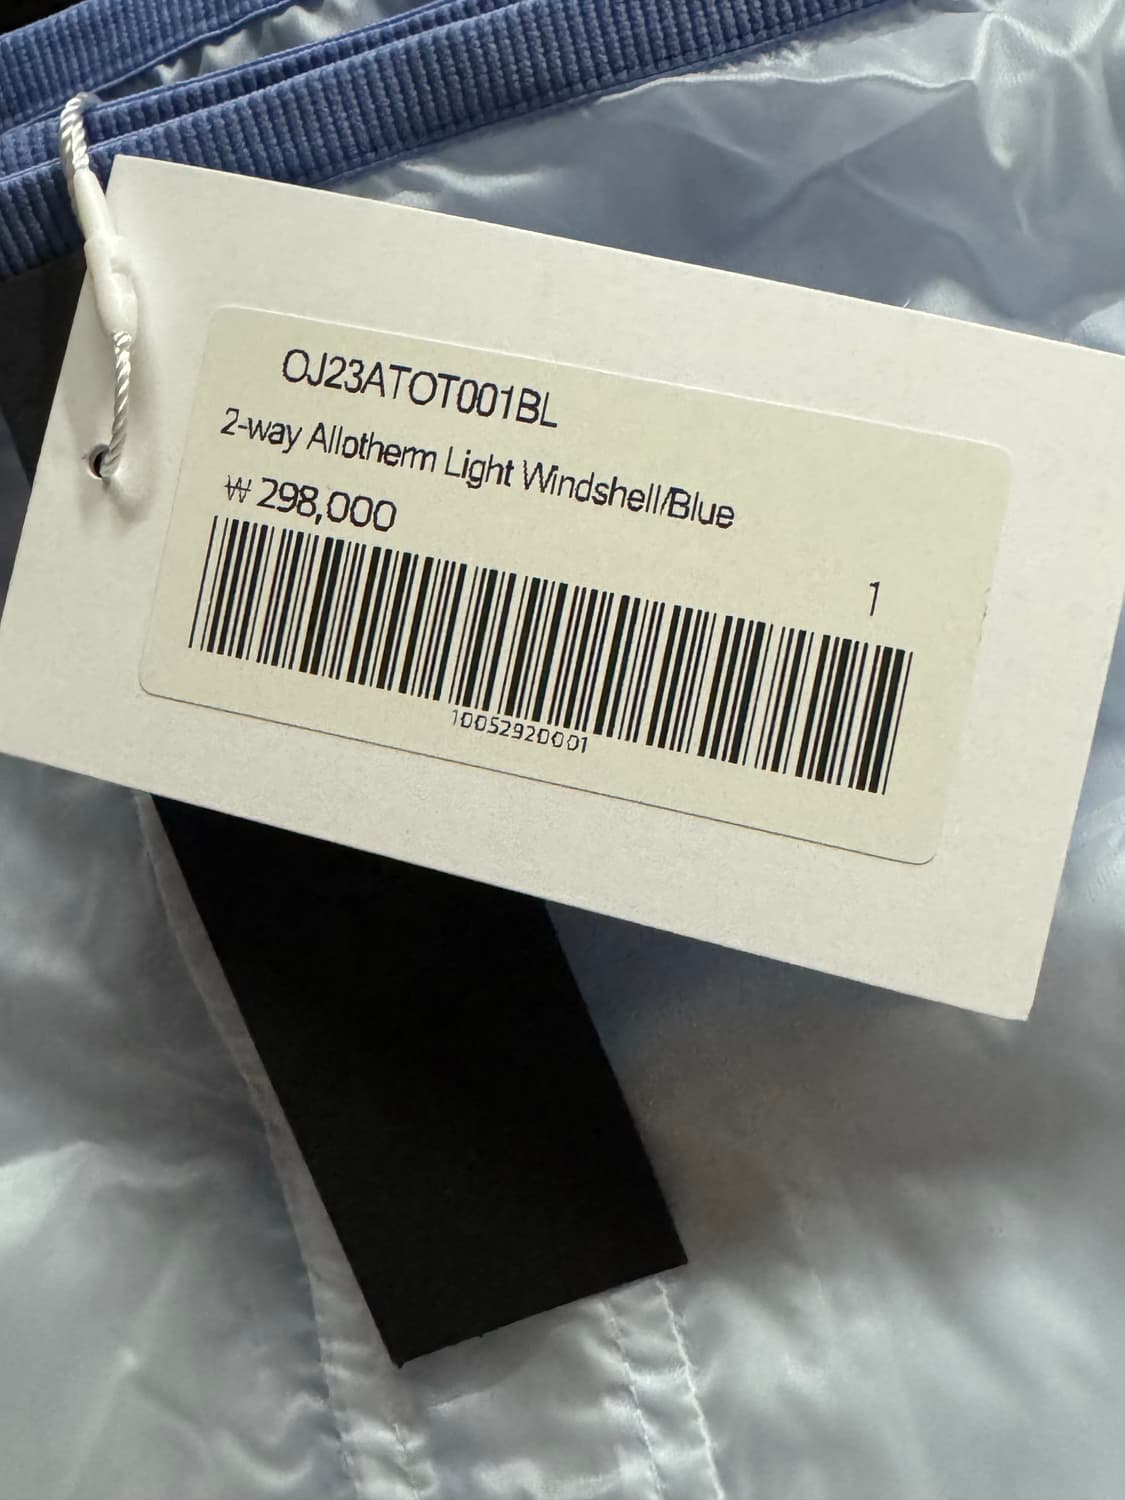 OJ23ATOT001BL
2-way Allotherm Light Windshell/Blue
₩ 298,000
1
10052920001